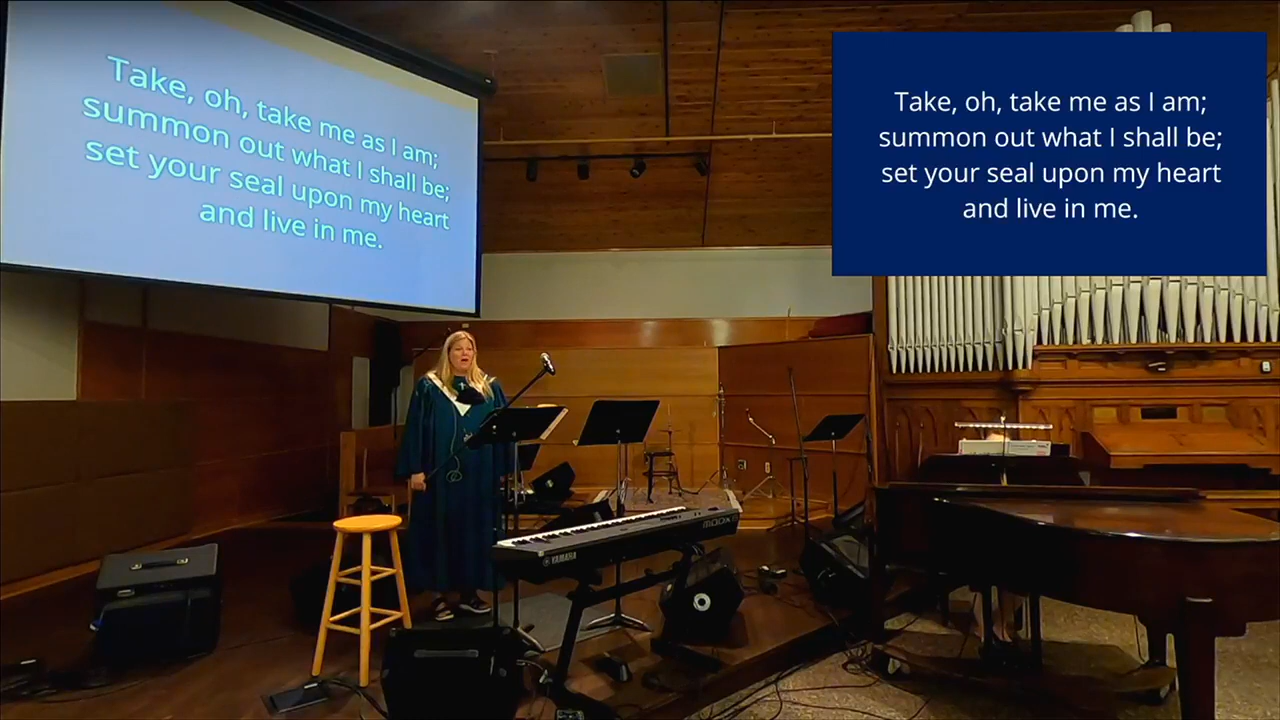 Take, oh, take me as I am;
summon out what I shall be;
set your seal upon my heart
and live in me.
Take, oh, take me as I am;
summon out what I shall be;
set your seal upon my heart
and live in me.
YAMAHA